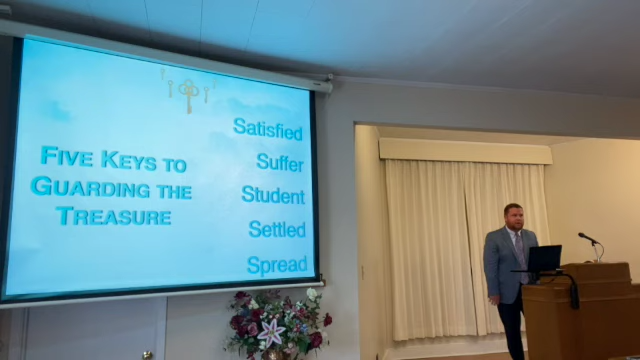 Five Keys to
Guarding the
Treasure
Satisfied
Suffer
Student
Settled
Spread